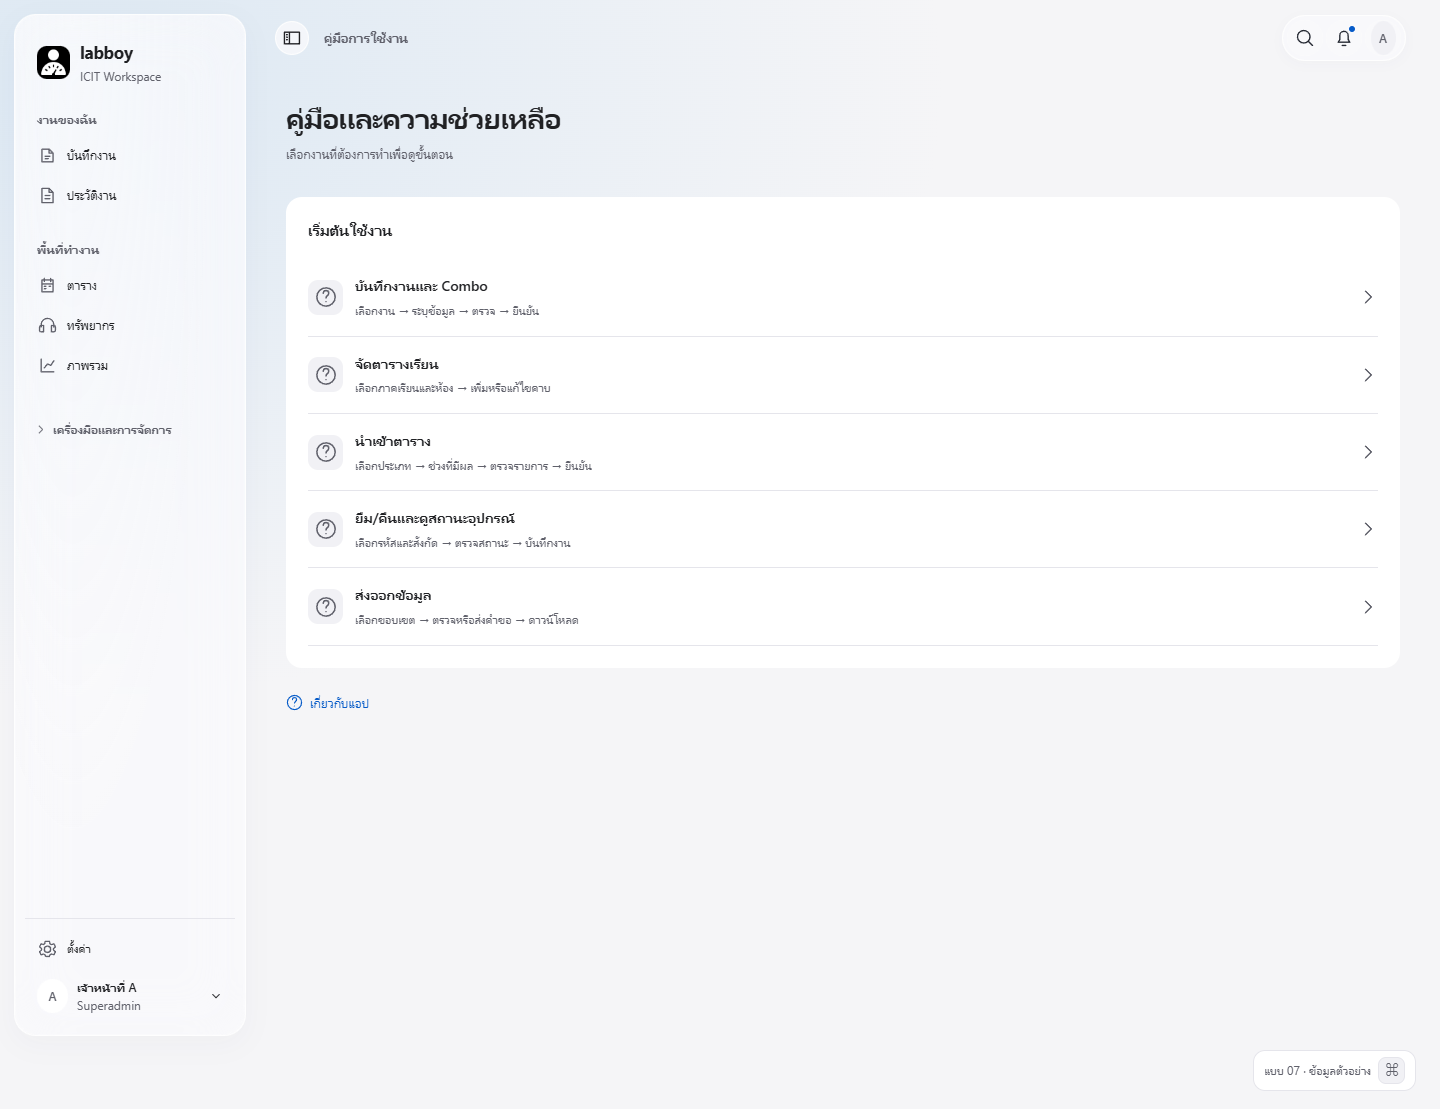 labboy
ICIT Workspace
งานของฉัน
บันทึกงาน
ประวัติงาน
พื้นที่ทำงาน
ตาราง
ทรัพยากร
ภาพรวม
เครื่องมือและการจัดการ
ตั้งค่า
A
เจ้าหน้าที่ A
Superadmin
คู่มือการใช้งาน
A
คู่มือและความช่วยเหลือ
เลือกงานที่ต้องการทำเพื่อดูขั้นตอน
เริ่มต้นใช้งาน
บันทึกงานและ Combo
เลือกงาน → ระบุข้อมูล → ตรวจ → ยืนยัน
จัดตารางเรียน
เลือกภาคเรียนและห้อง → เพิ่มหรือแก้ไขคาบ
นำเข้าตาราง
เลือกประเภท → ช่วงที่มีผล → ตรวจรายการ → ยืนยัน
ยืม/คืนและดูสถานะอุปกรณ์
เลือกรหัสและสังกัด → ตรวจสถานะ → บันทึกงาน
ส่งออกข้อมูล
เลือกขอบเขต → ตรวจหรือส่งคำขอ → ดาวน์โหลด
เกี่ยวกับแอป
แบบ 07 · ข้อมูลตัวอย่าง ⌘